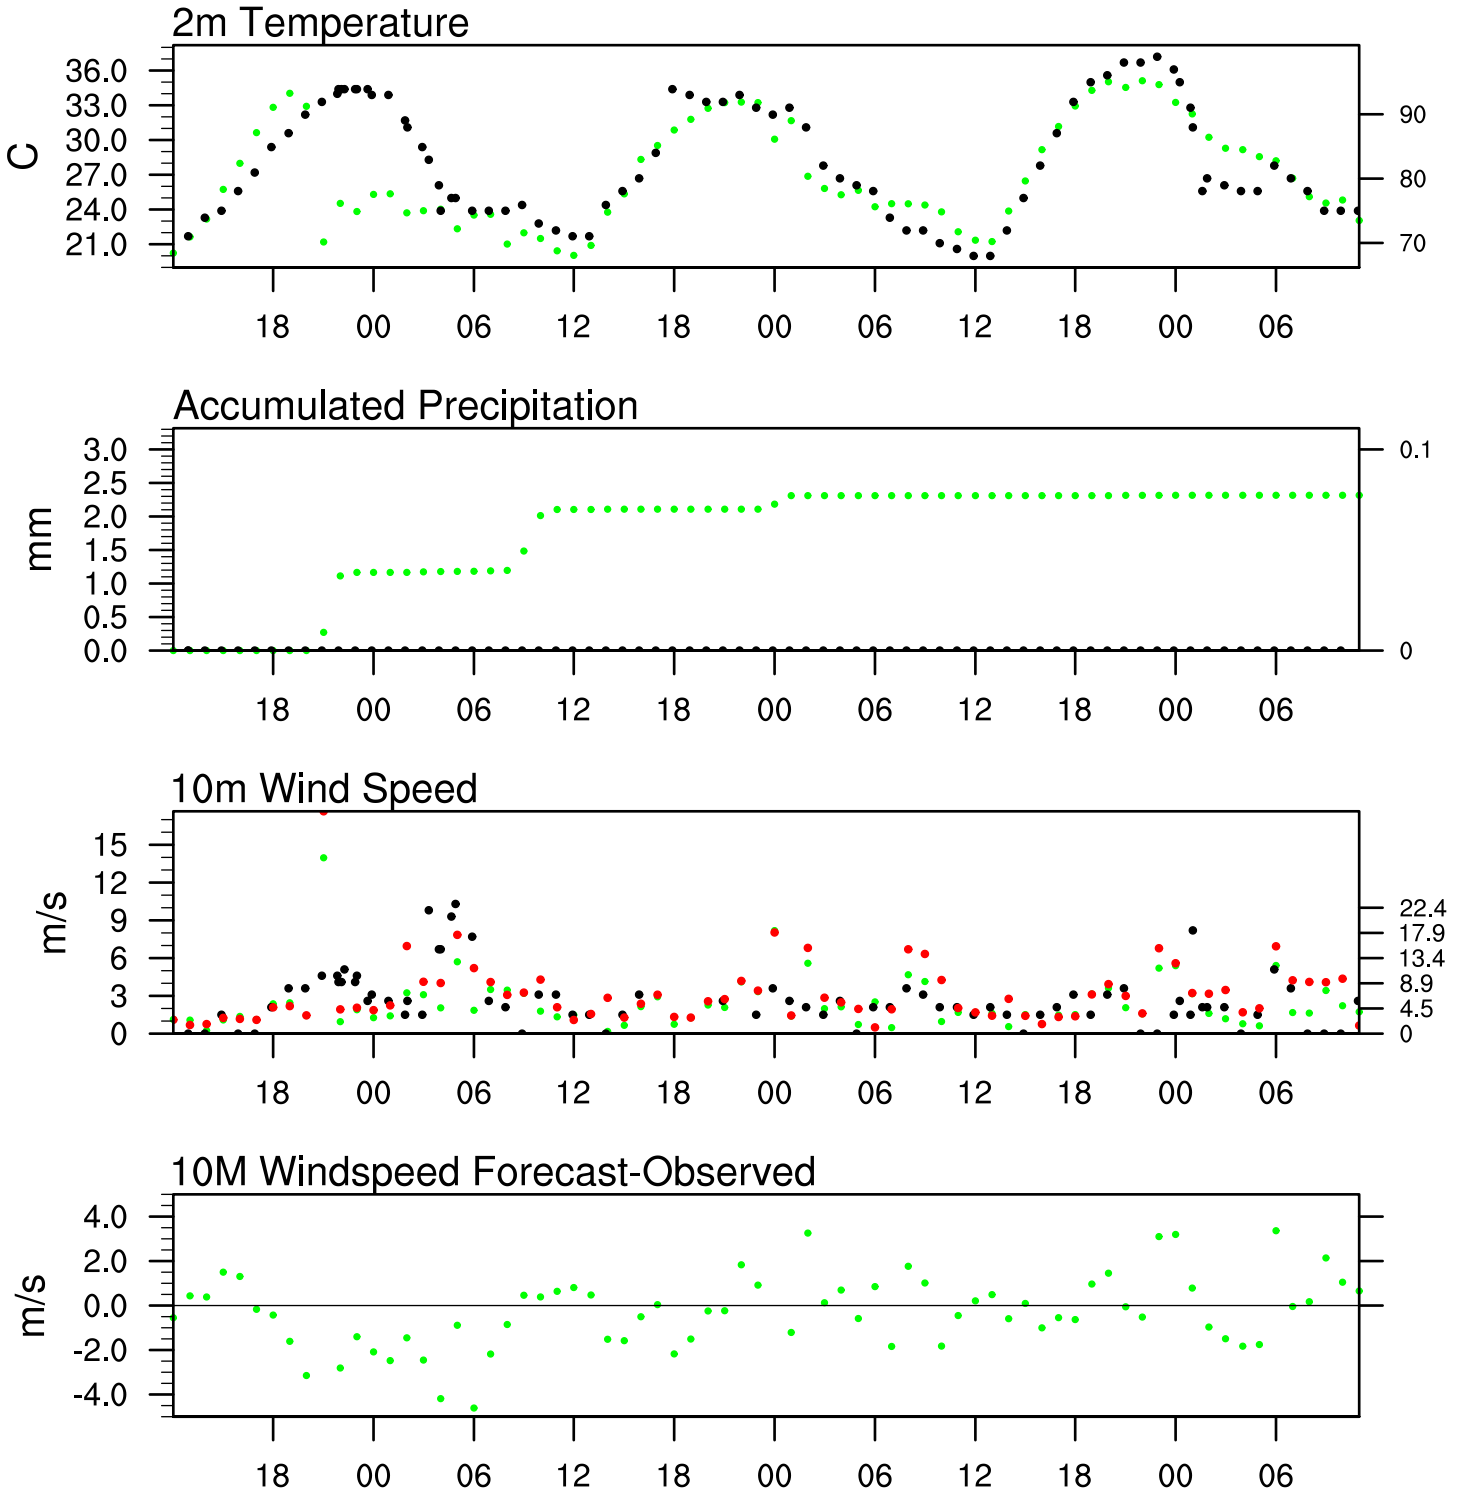 2m Temperature
36.0
33.0
30.0
27.0
24.0
21.0
C
90
80
70
18 00 06 12 18 00 06 12 18 00 06
Accumulated Precipitation
3.0
2.5
2.0
1.5
1.0
0.5
0.0
mm
0.1
0
18 00 06 12 18 00 06 12 18 00 06
10m Wind Speed
15
12
9
6
3
0
m/s
22.4
17.9
13.4
8.9
4.5
0
18 00 06 12 18 00 06 12 18 00 06
10M Windspeed Forecast-Observed
4.0
2.0
0.0
-2.0
-4.0
m/s
18 00 06 12 18 00 06 12 18 00 06